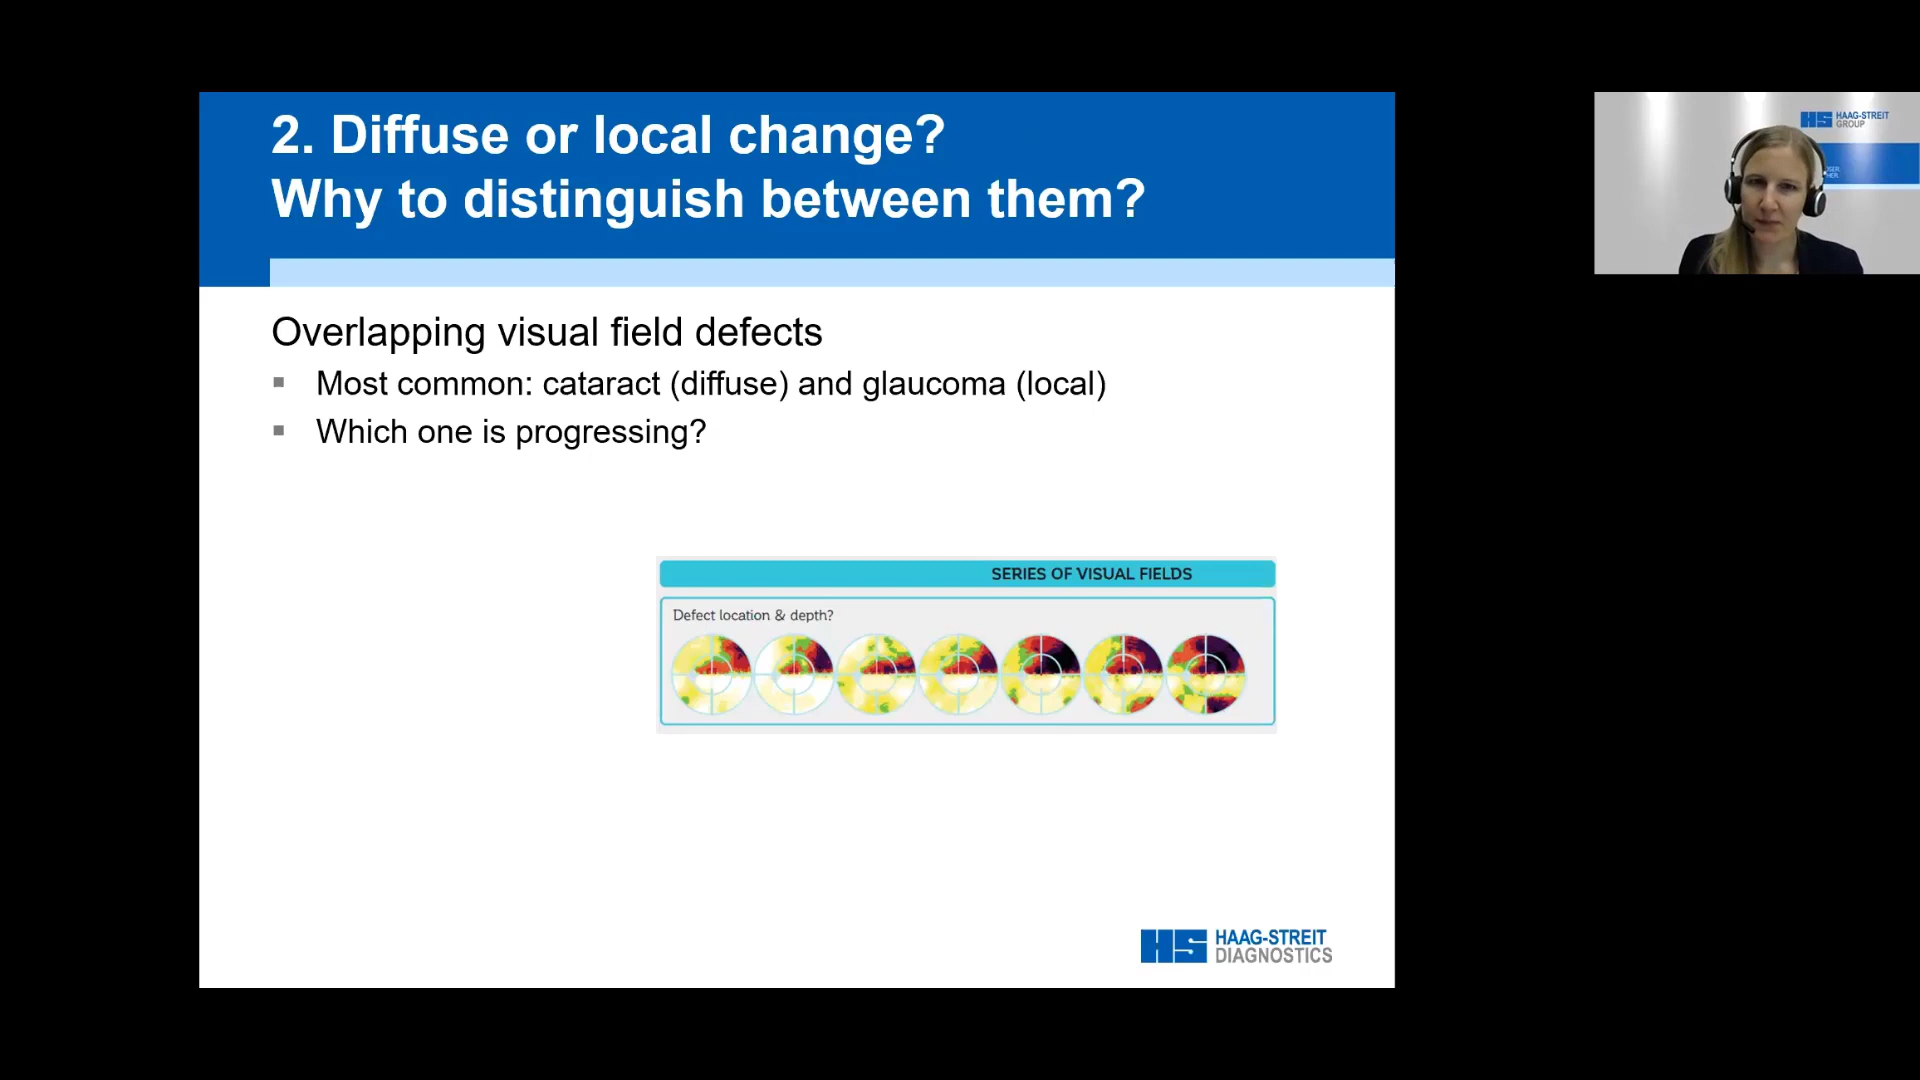 2. Diffuse or local change?
Why to distinguish between them?
Overlapping visual field defects
Most common: cataract (diffuse) and glaucoma (local)
Which one is progressing?
SERIES OF VISUAL FIELDS
Defect location & depth?
HS HAAG-STREIT
DIAGNOSTICS
HS HAAG-STREIT
GROUP